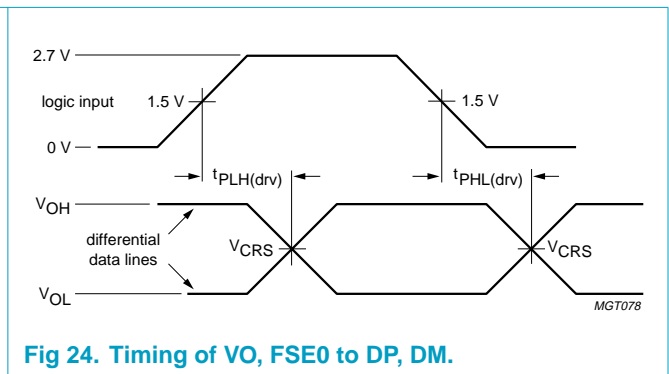 2.7 V
logic input 1.5 V 1.5 V
0 V
tPLH(drv) tPHL(drv)
VOH
differential
data lines
VCRS VCRS
VOL
MGT078
Fig 24. Timing of VO, FSE0 to DP, DM.